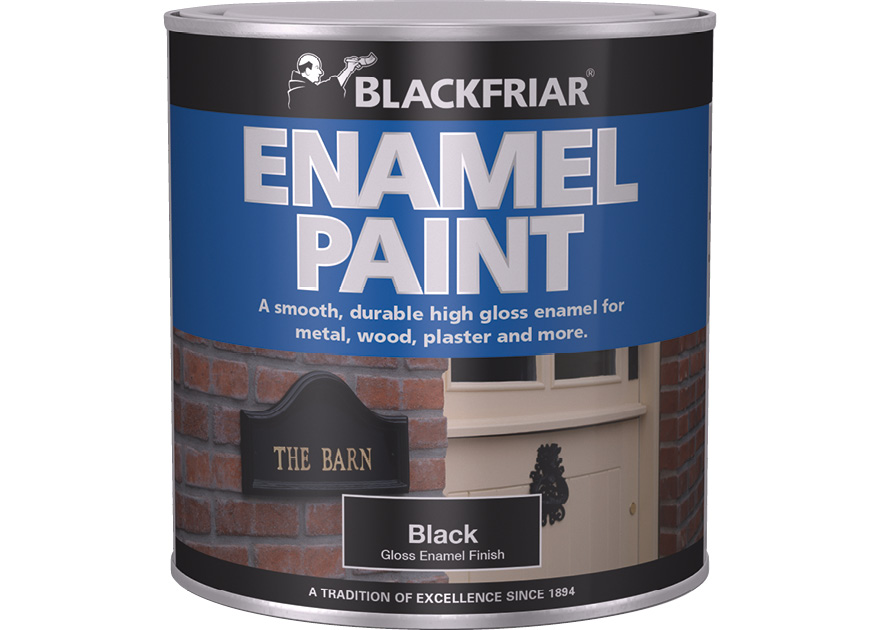 BLACKFRIAR®
ENAMEL
PAINT
A smooth, durable high gloss enamel for
metal, wood, plaster and more.
THE BARN
Black
Gloss Enamel Finish
A TRADITION OF EXCELLENCE SINCE 1894